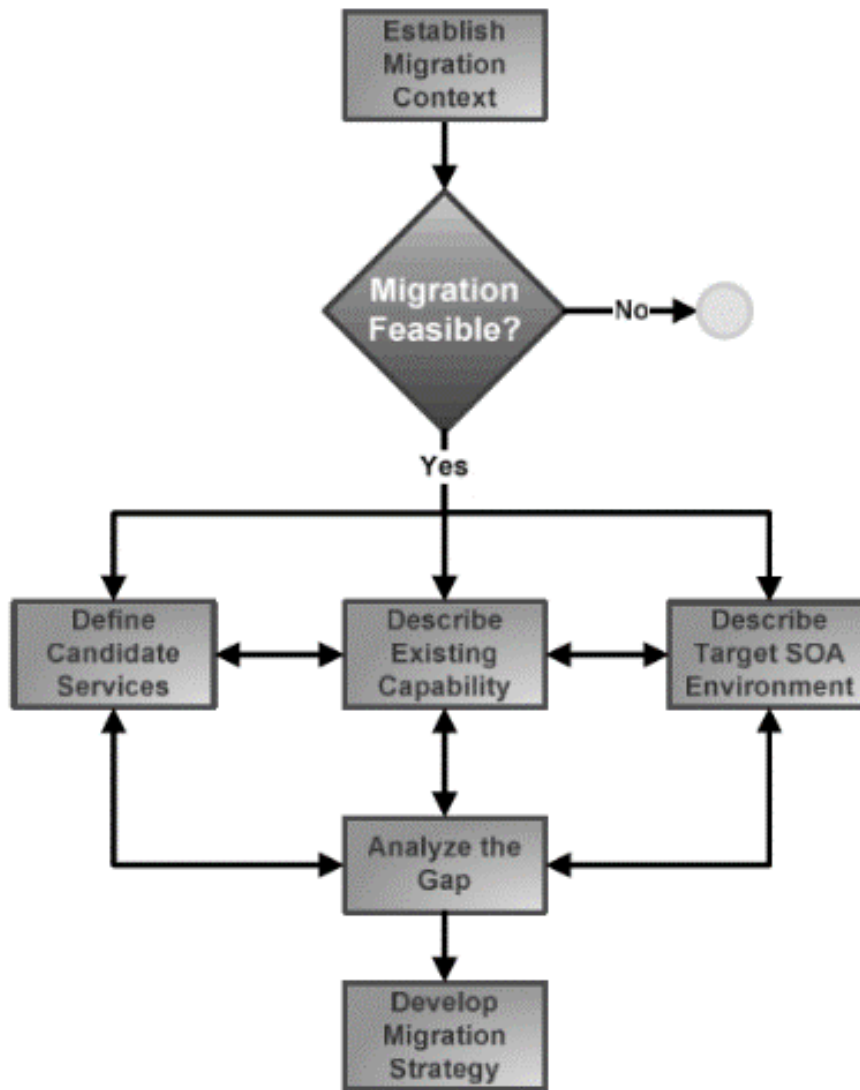 Establish
Migration
Context
Migration
Feasible?
No
Yes
Define
Candidate
Services
Describe
Existing
Capability
Describe
Target SOA
Environment
Analyze the
Gap
Develop
Migration
Strategy